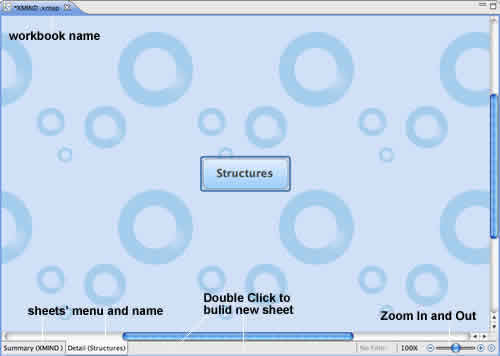 *XMIND .xmap
workbook name
Structures
sheets' menu and name
Double Click to
bulid new sheet
Zoom In and Out
Summary (XMIND ) Detail (Structures) No Filter 100%